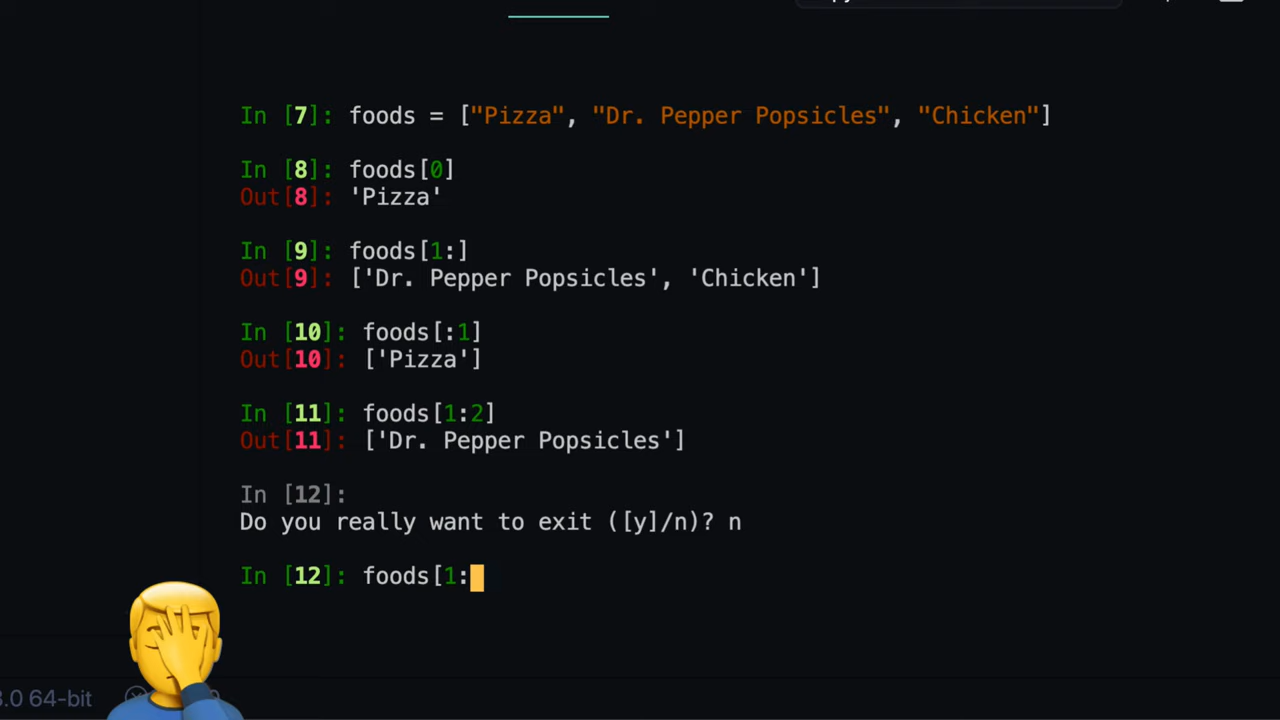 In [7]: foods = ["Pizza", "Dr. Pepper Popsicles", "Chicken"]
In [8]: foods[0]
Out[8]: 'Pizza'
In [9]: foods[1:]
Out[9]: ['Dr. Pepper Popsicles', 'Chicken']
In [10]: foods[:1]
Out[10]: ['Pizza']
In [11]: foods[1:2]
Out[11]: ['Dr. Pepper Popsicles']
In [12]:
Do you really want to exit ([y]/n)? n
In [12]: foods[1:
.0 64-bit